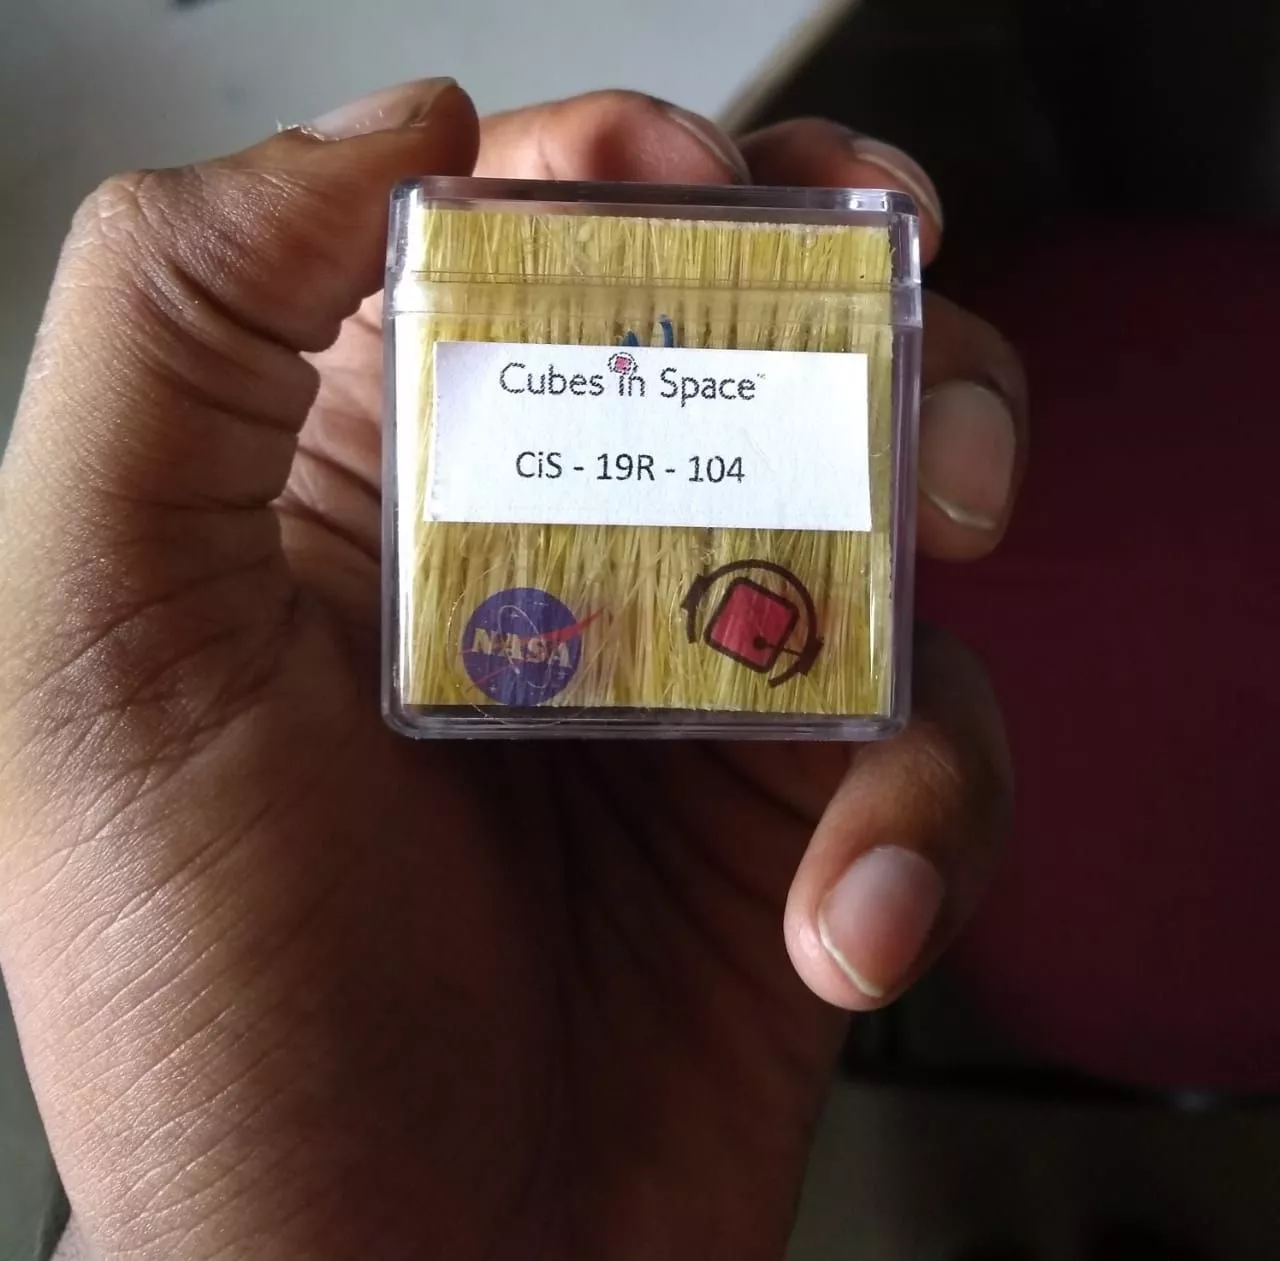 Cubes in Space™
CiS - 19R - 104
NASA